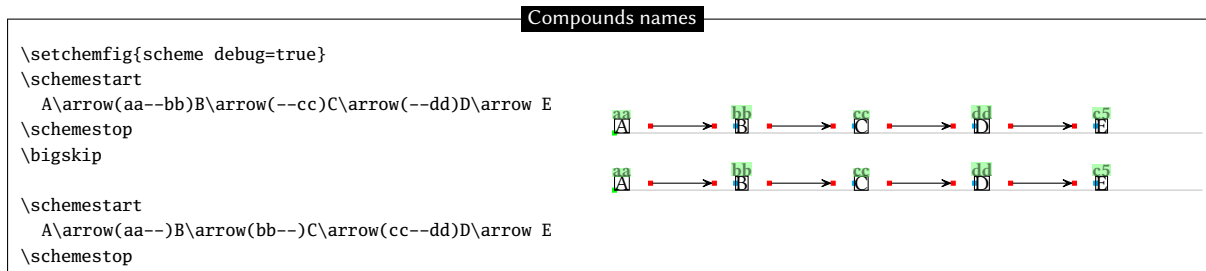 Compounds names
\setchemfig{scheme debug=true}
\schemestart
A\arrow(aa--bb)B\arrow(--cc)C\arrow(--dd)D\arrow E
\schemestop
\bigskip
\schemestart
A\arrow(aa--)B\arrow(bb--)C\arrow(cc--dd)D\arrow E
\schemestop
aa bb cc dd c5
A B C D E
aa bb cc dd c5
A B C D E